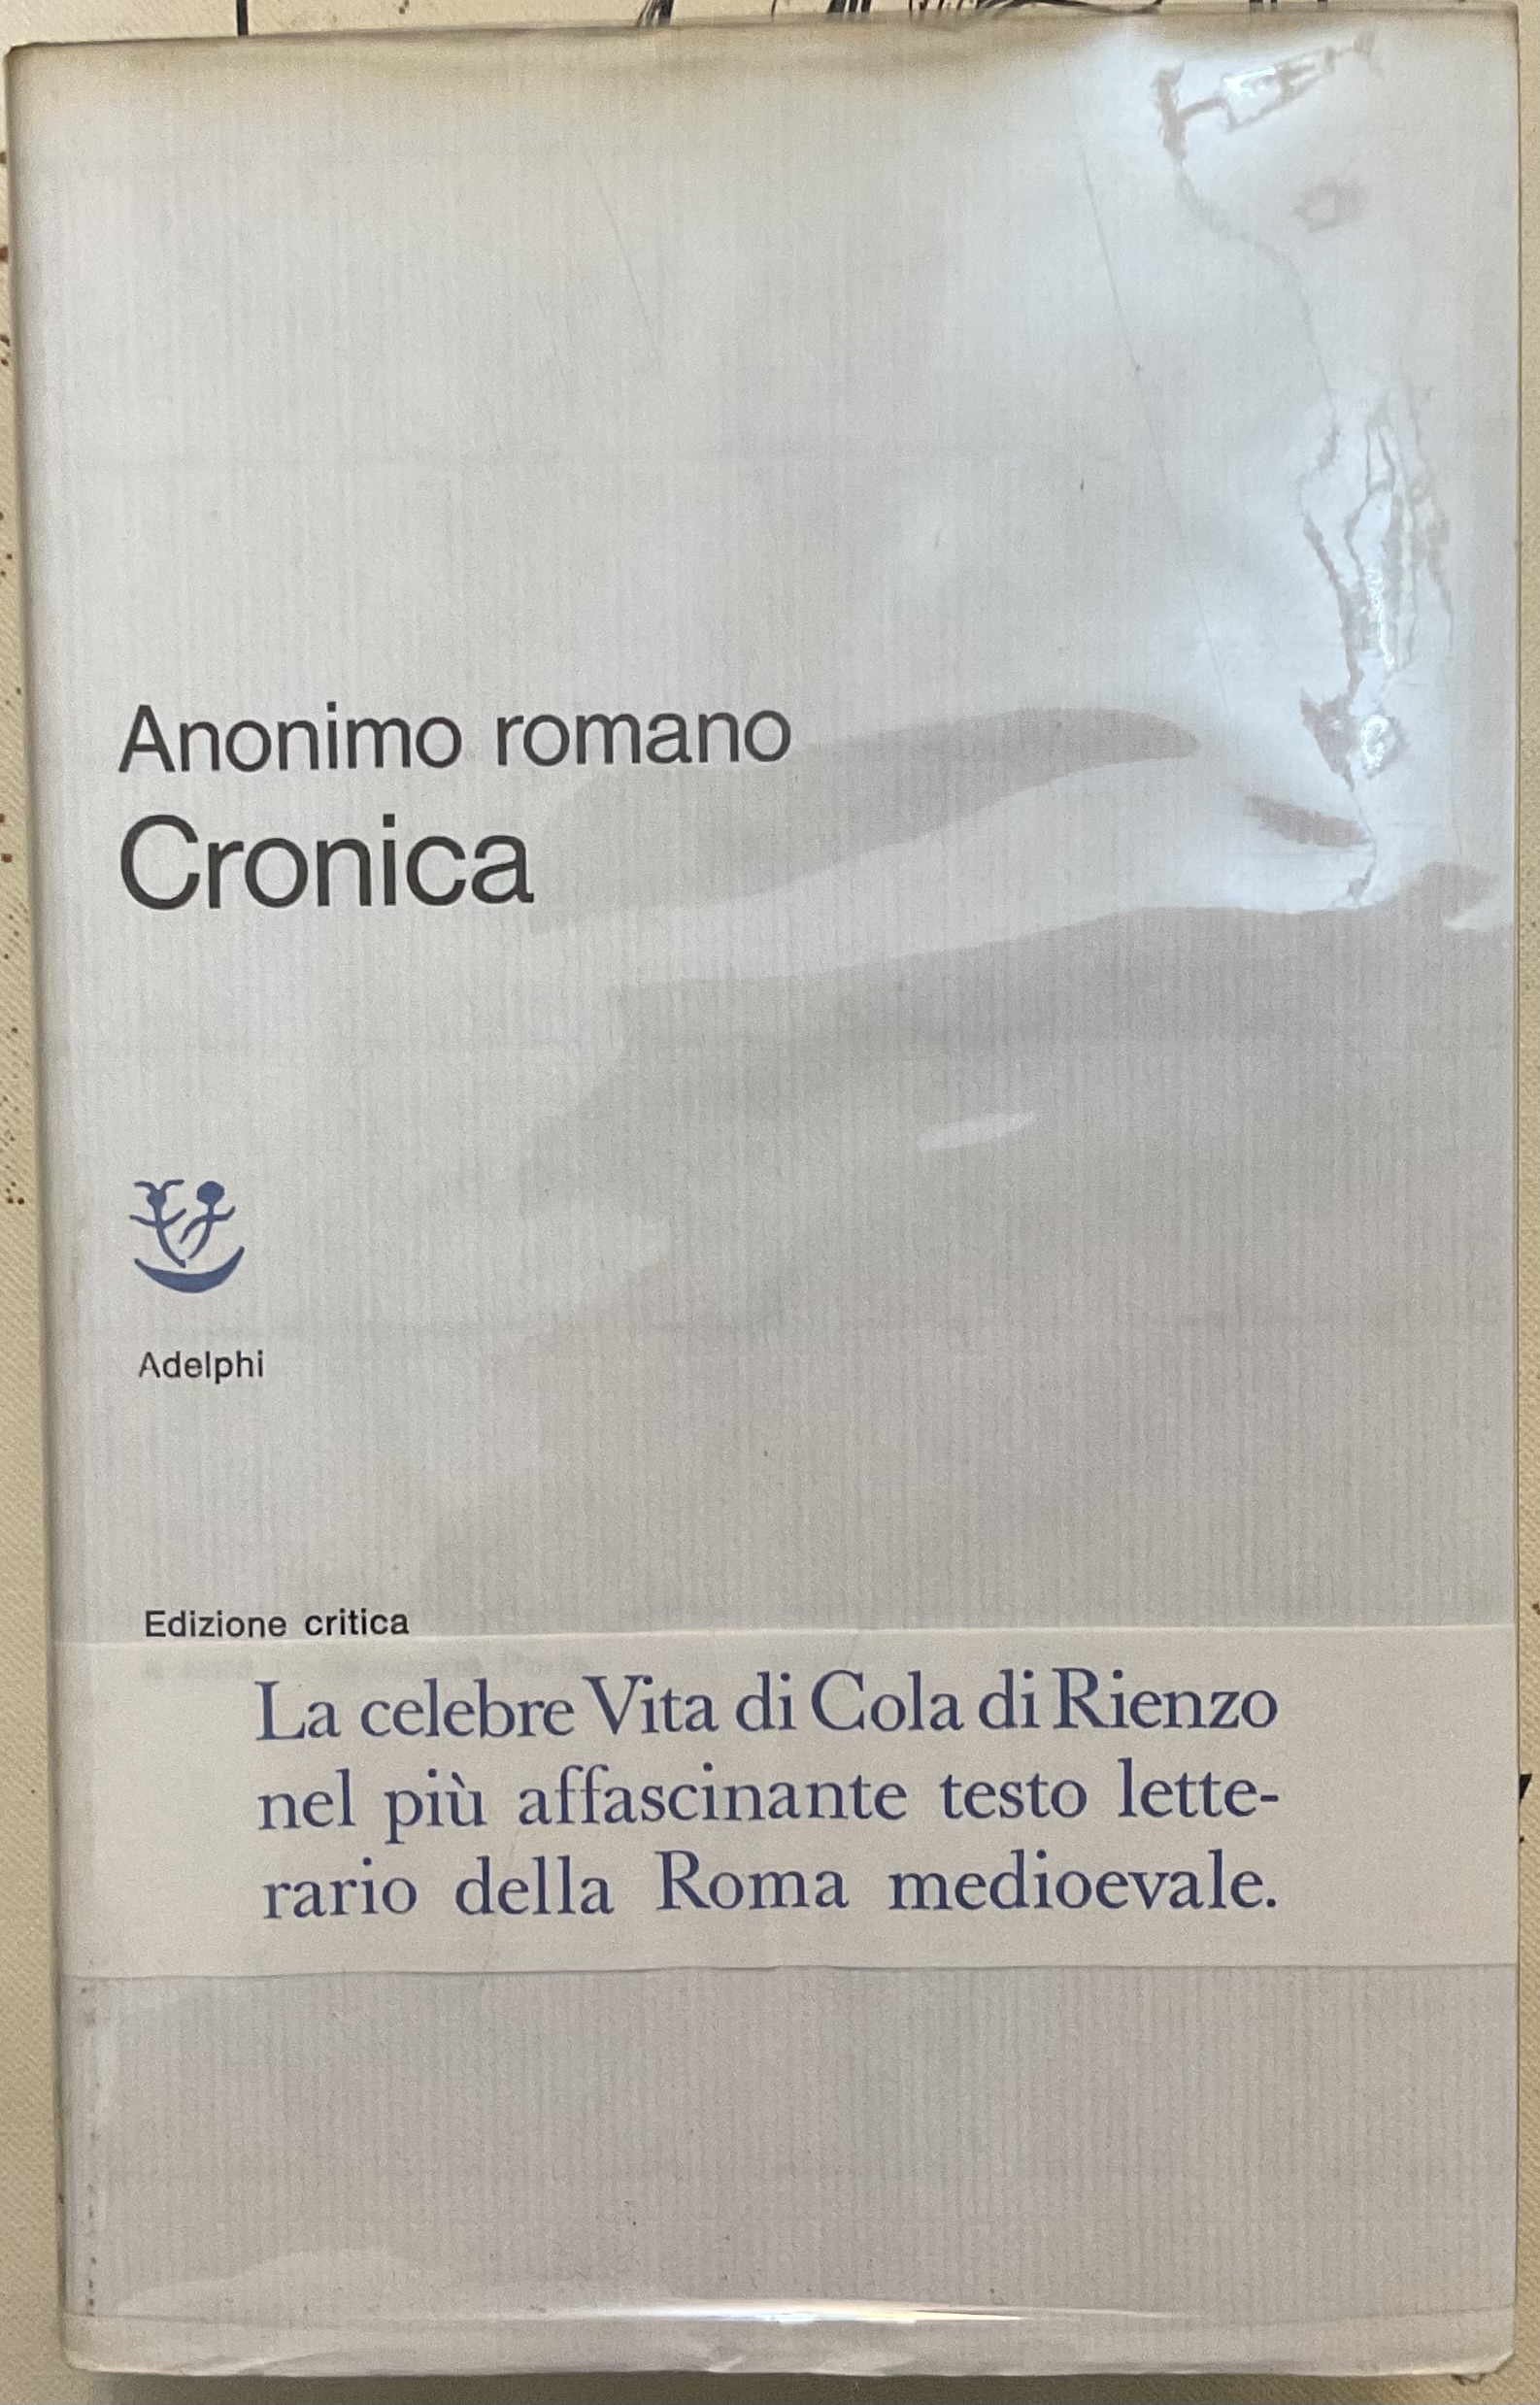 Anonimo romano
Cronica
Adelphi
Edizione critica
La celebre Vita di Cola di Rienzo
nel più affascinante testo lette-
rario della Roma medioevale.